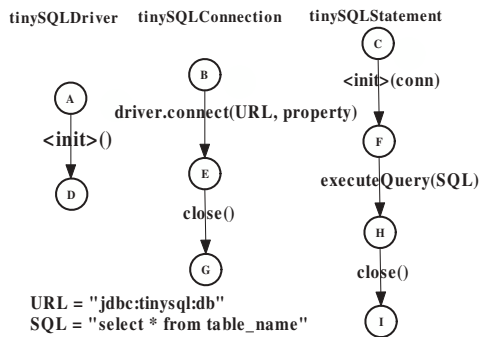 tinySQLDriver tinySQLConnection tinySQLStatement
C
B
<init>(conn)
A
driver.connect(URL, property)
F
<init>()
E
executeQuery(SQL)
D
close()
H
G
close()
URL = "jdbc:tinysql:db"
SQL = "select * from table_name"
I